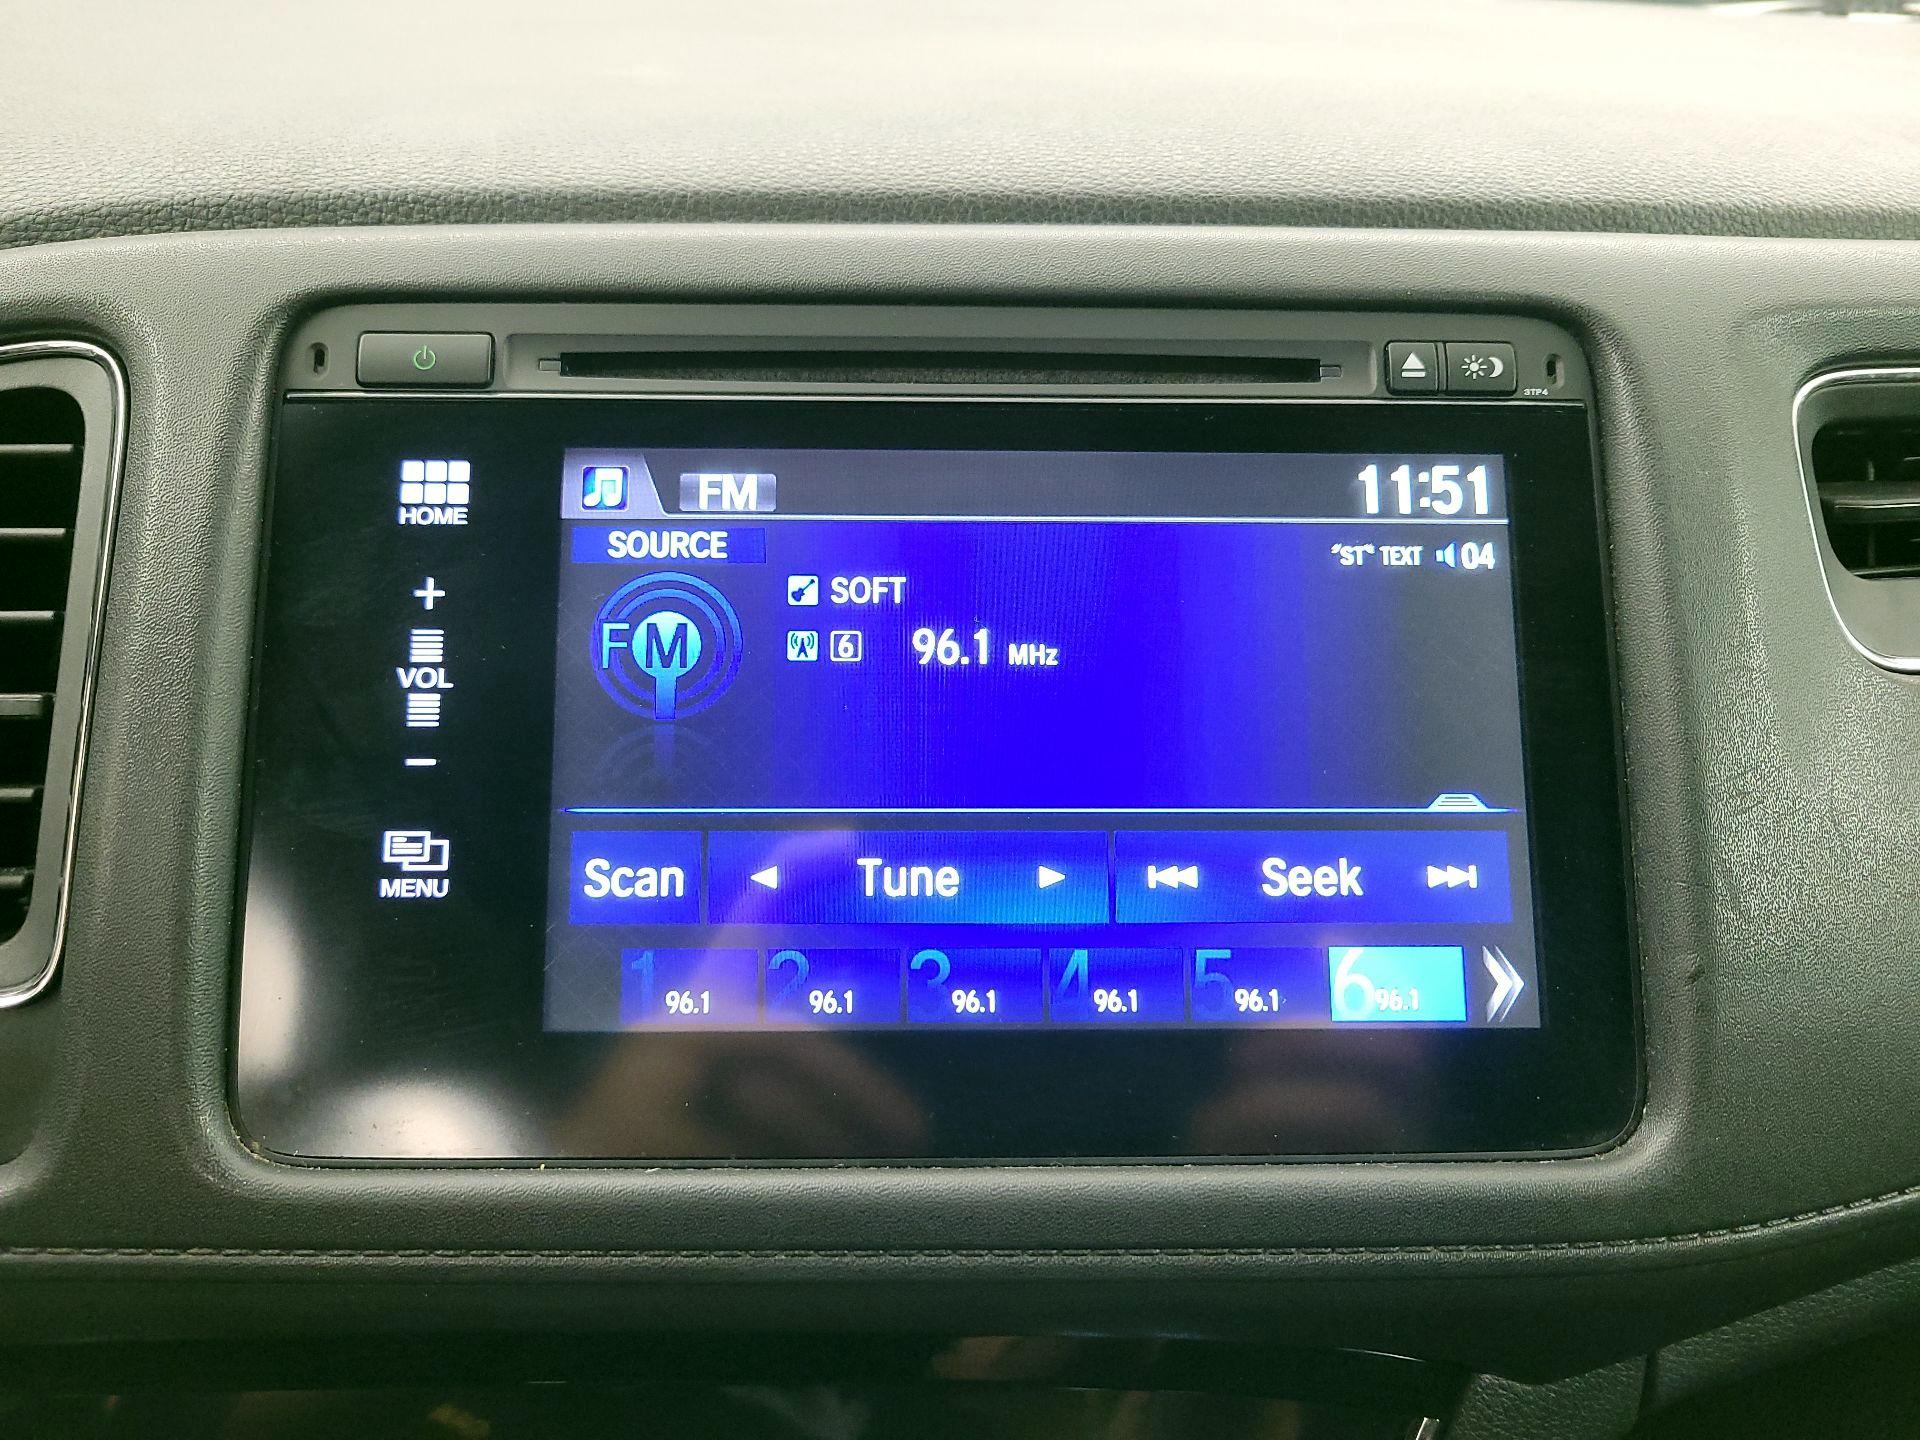 3TP4
HOME
FM
11:51
SOURCE
"ST" TEXT 04
+
FM
SOFT
6 96.1 MHz
VOL
−
MENU
Scan
Tune
Seek
1 96.1
2 96.1
3 96.1
4 96.1
5 96.1
6 96.1